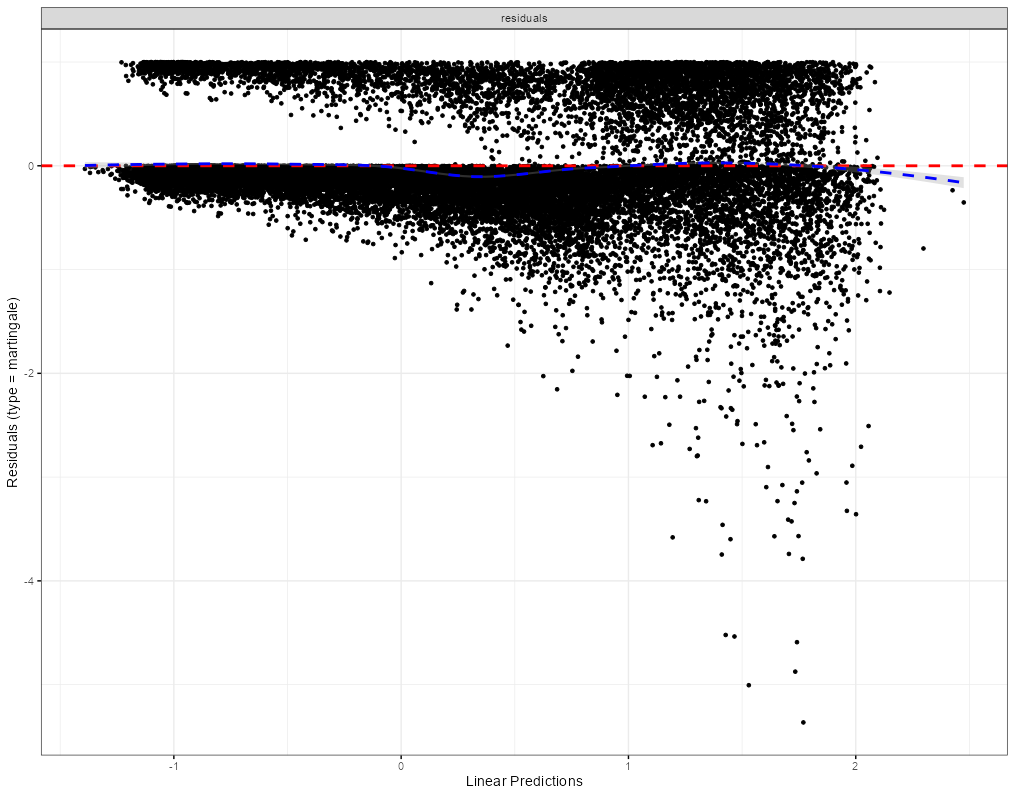 residuals
0
-2
-4
Residuals (type = martingale)
-1
0
1
2
Linear Predictions